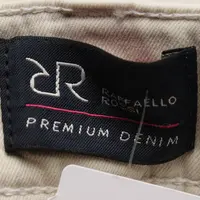 RR
RAFFAELLO
ROSSI
PREMIUM DENIM